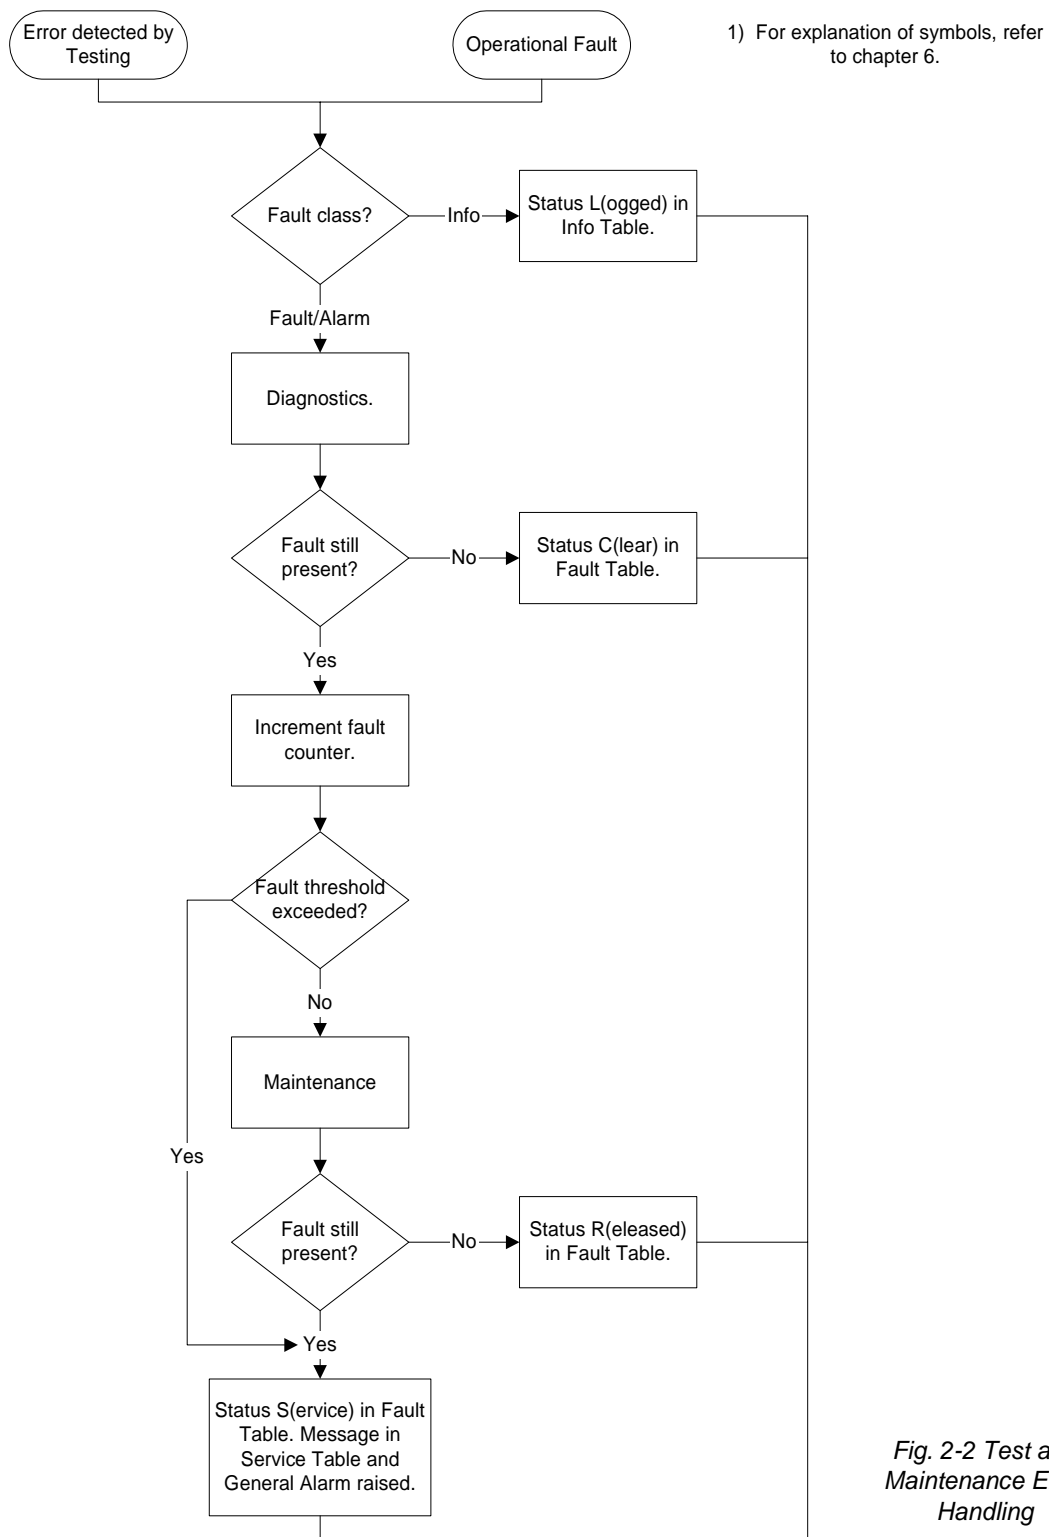 Error detected by
Testing
Operational Fault
1) For explanation of symbols, refer
to chapter 6.
Fault class?
Info
Status L(ogged) in
Info Table.
Fault/Alarm
Diagnostics.
Fault still
present?
No
Status C(lear) in
Fault Table.
Yes
Increment fault
counter.
Fault threshold
exceeded?
No
Maintenance
Yes
Fault still
present?
No
Status R(eleased)
in Fault Table.
Yes
Status S(ervice) in Fault
Table. Message in
Service Table and
General Alarm raised.
Fig. 2-2 Test a
Maintenance E
Handling